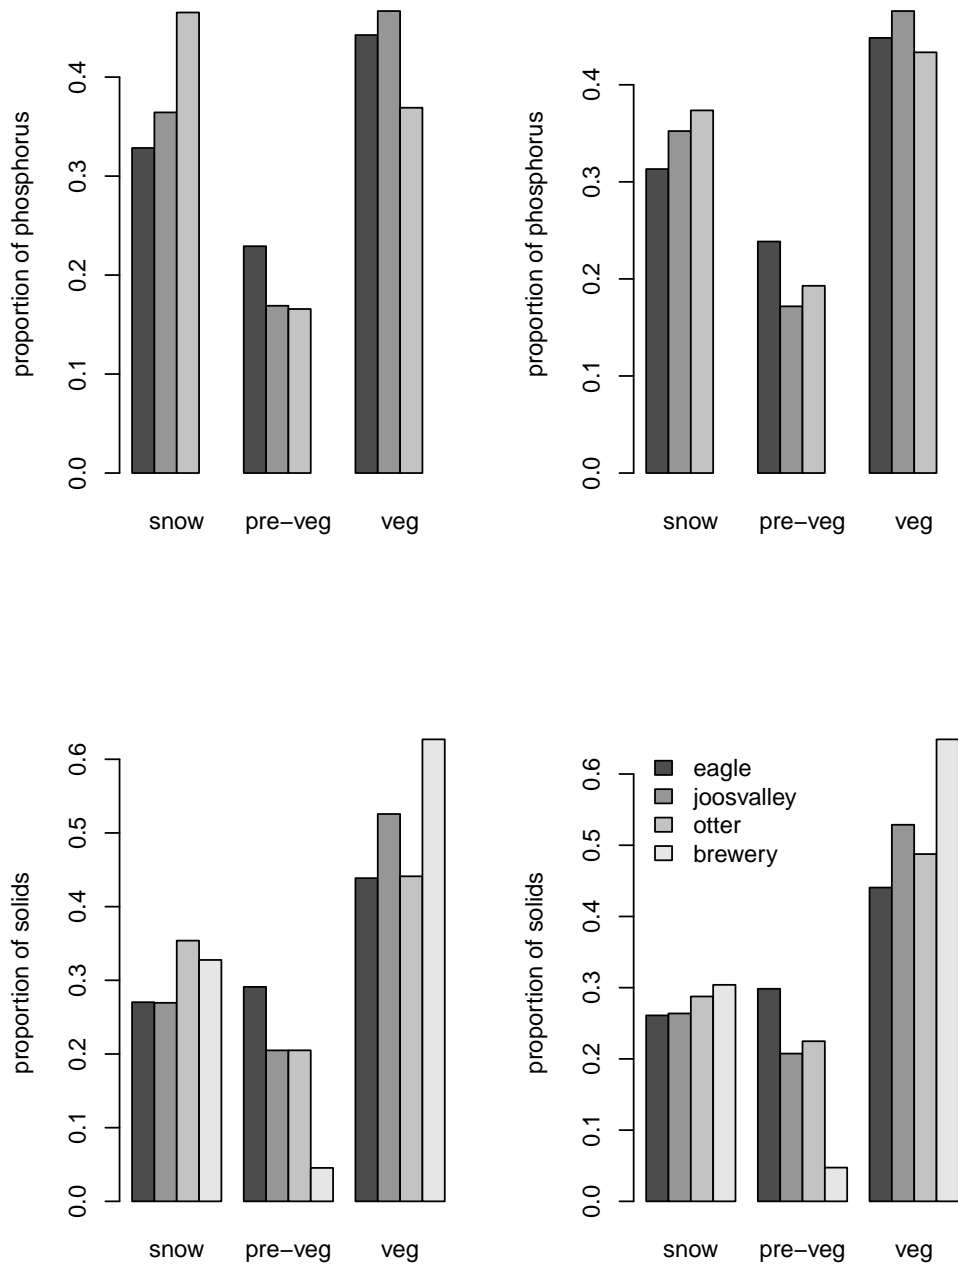 proportion of phosphorus
0.0 0.1 0.2 0.3 0.4
snow pre−veg veg
proportion of phosphorus
0.0 0.1 0.2 0.3 0.4
snow pre−veg veg
proportion of solids
0.0 0.1 0.2 0.3 0.4 0.5 0.6
snow pre−veg veg
proportion of solids
0.0 0.1 0.2 0.3 0.4 0.5 0.6
eagle
joosvalley
otter
brewery
snow pre−veg veg